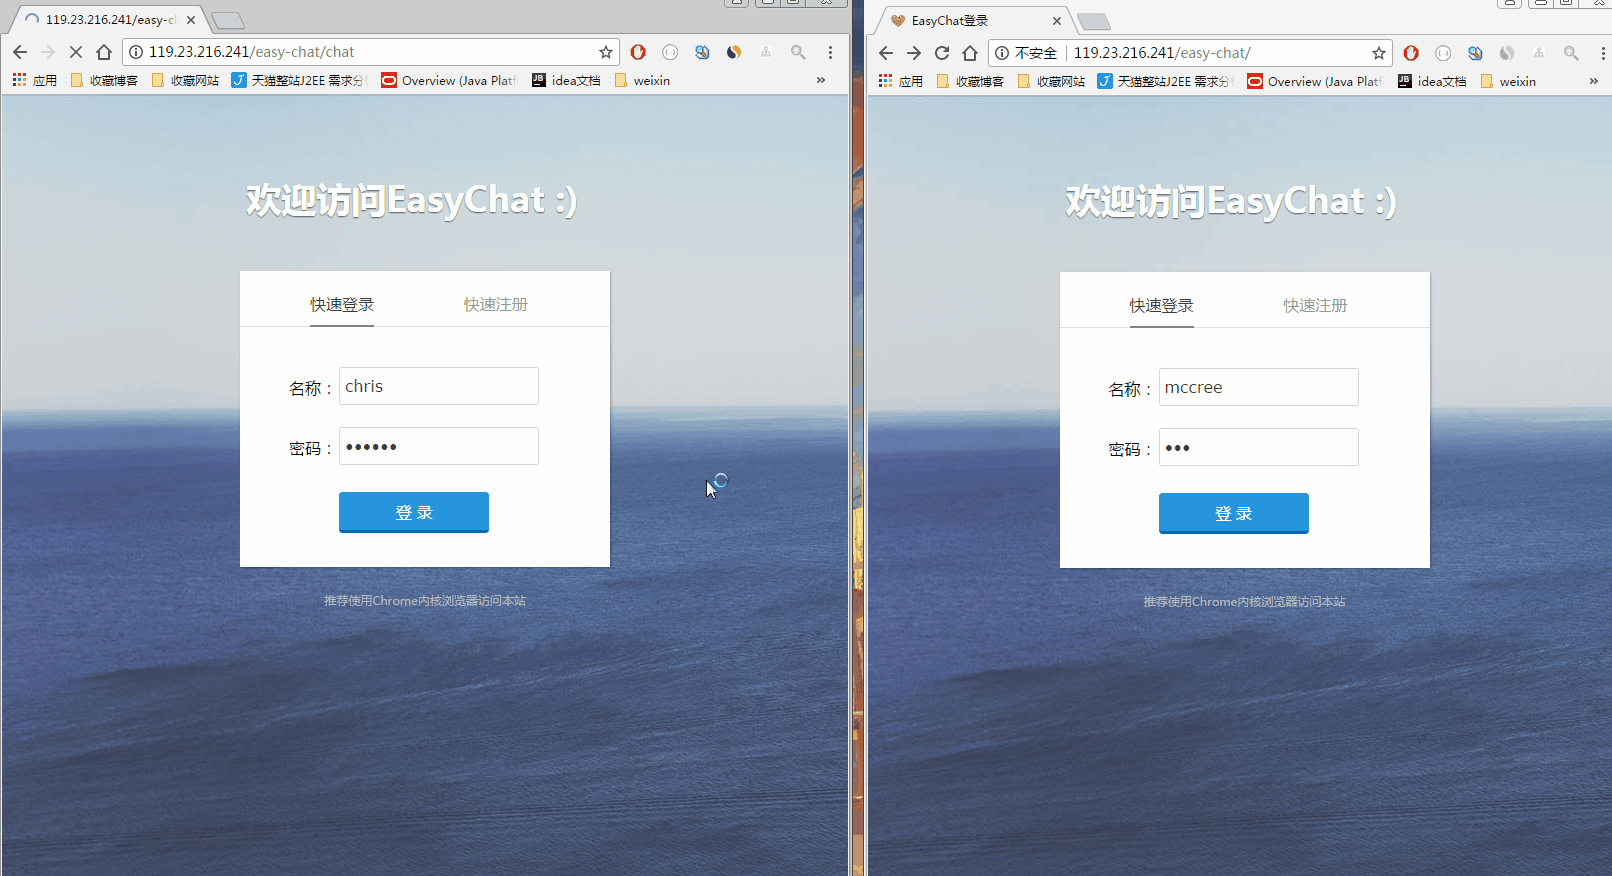 119.23.216.241/easy-c
119.23.216.241/easy-chat/chat
应用 收藏博客 收藏网站 天猫整站J2EE 需求分 Overview (Java Platf idea文档 weixin »
欢迎访问EasyChat :)
快速登录 快速注册
名称： chris
密码： ••••••
登 录
推荐使用Chrome内核浏览器访问本站
EasyChat登录
不安全 119.23.216.241/easy-chat/
应用 收藏博客 收藏网站 天猫整站J2EE 需求分 Overview (Java Platf idea文档 weixin »
欢迎访问EasyChat :)
快速登录 快速注册
名称： mccree
密码： •••
登 录
推荐使用Chrome内核浏览器访问本站